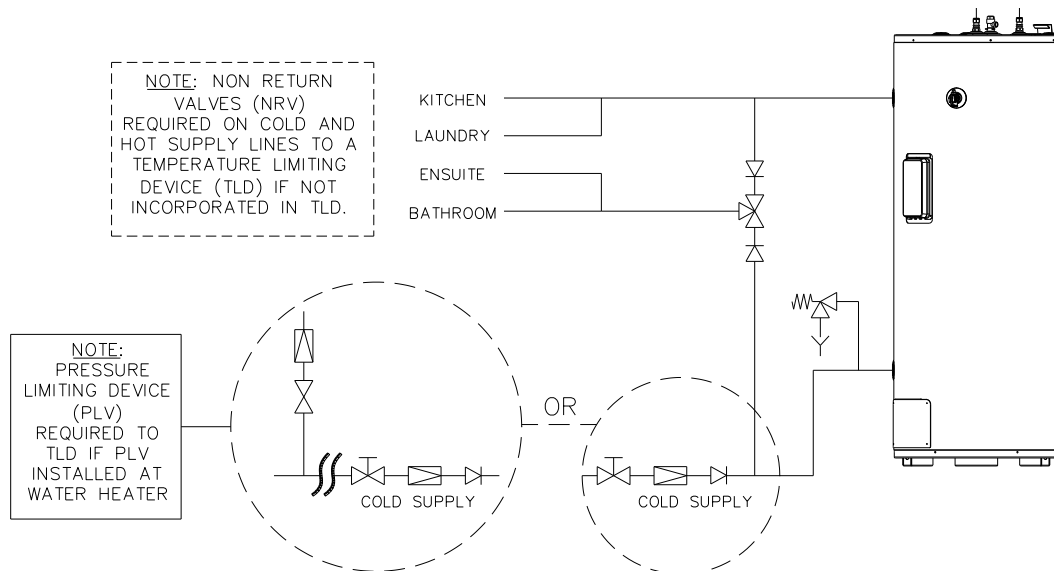 NOTE: NON RETURN
VALVES (NRV)
REQUIRED ON COLD AND
HOT SUPPLY LINES TO A
TEMPERATURE LIMITING
DEVICE (TLD) IF NOT
INCORPORATED IN TLD.
KITCHEN
LAUNDRY
ENSUITE
BATHROOM
NOTE:
PRESSURE
LIMITING DEVICE
(PLV)
REQUIRED TO
TLD IF PLV
INSTALLED AT
WATER HEATER
OR
COLD SUPPLY
COLD SUPPLY